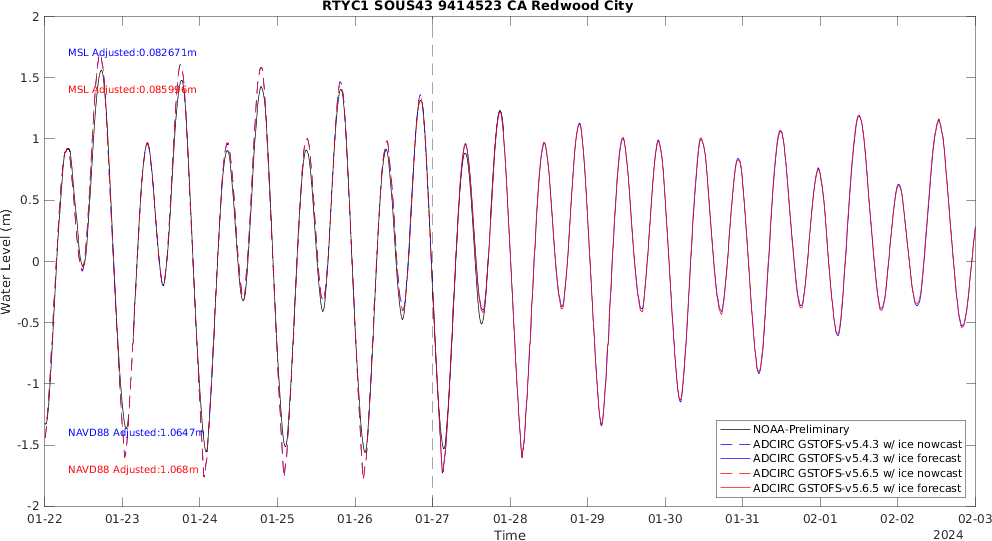 RTYC1 SOUS43 9414523 CA Redwood City
MSL Adjusted:0.082671m
MSL Adjusted:0.085996m
NAVD88 Adjusted:1.0647m
NAVD88 Adjusted:1.068m
Water Level (m)
2
1.5
1
0.5
0
-0.5
-1
-1.5
-2
NOAA-Preliminary
ADCIRC GSTOFS-v5.4.3 w/ ice nowcast
ADCIRC GSTOFS-v5.4.3 w/ ice forecast
ADCIRC GSTOFS-v5.6.5 w/ ice nowcast
ADCIRC GSTOFS-v5.6.5 w/ ice forecast
01-22 01-23 01-24 01-25 01-26 01-27 01-28 01-29 01-30 01-31 02-01 02-02 02-03
Time
2024